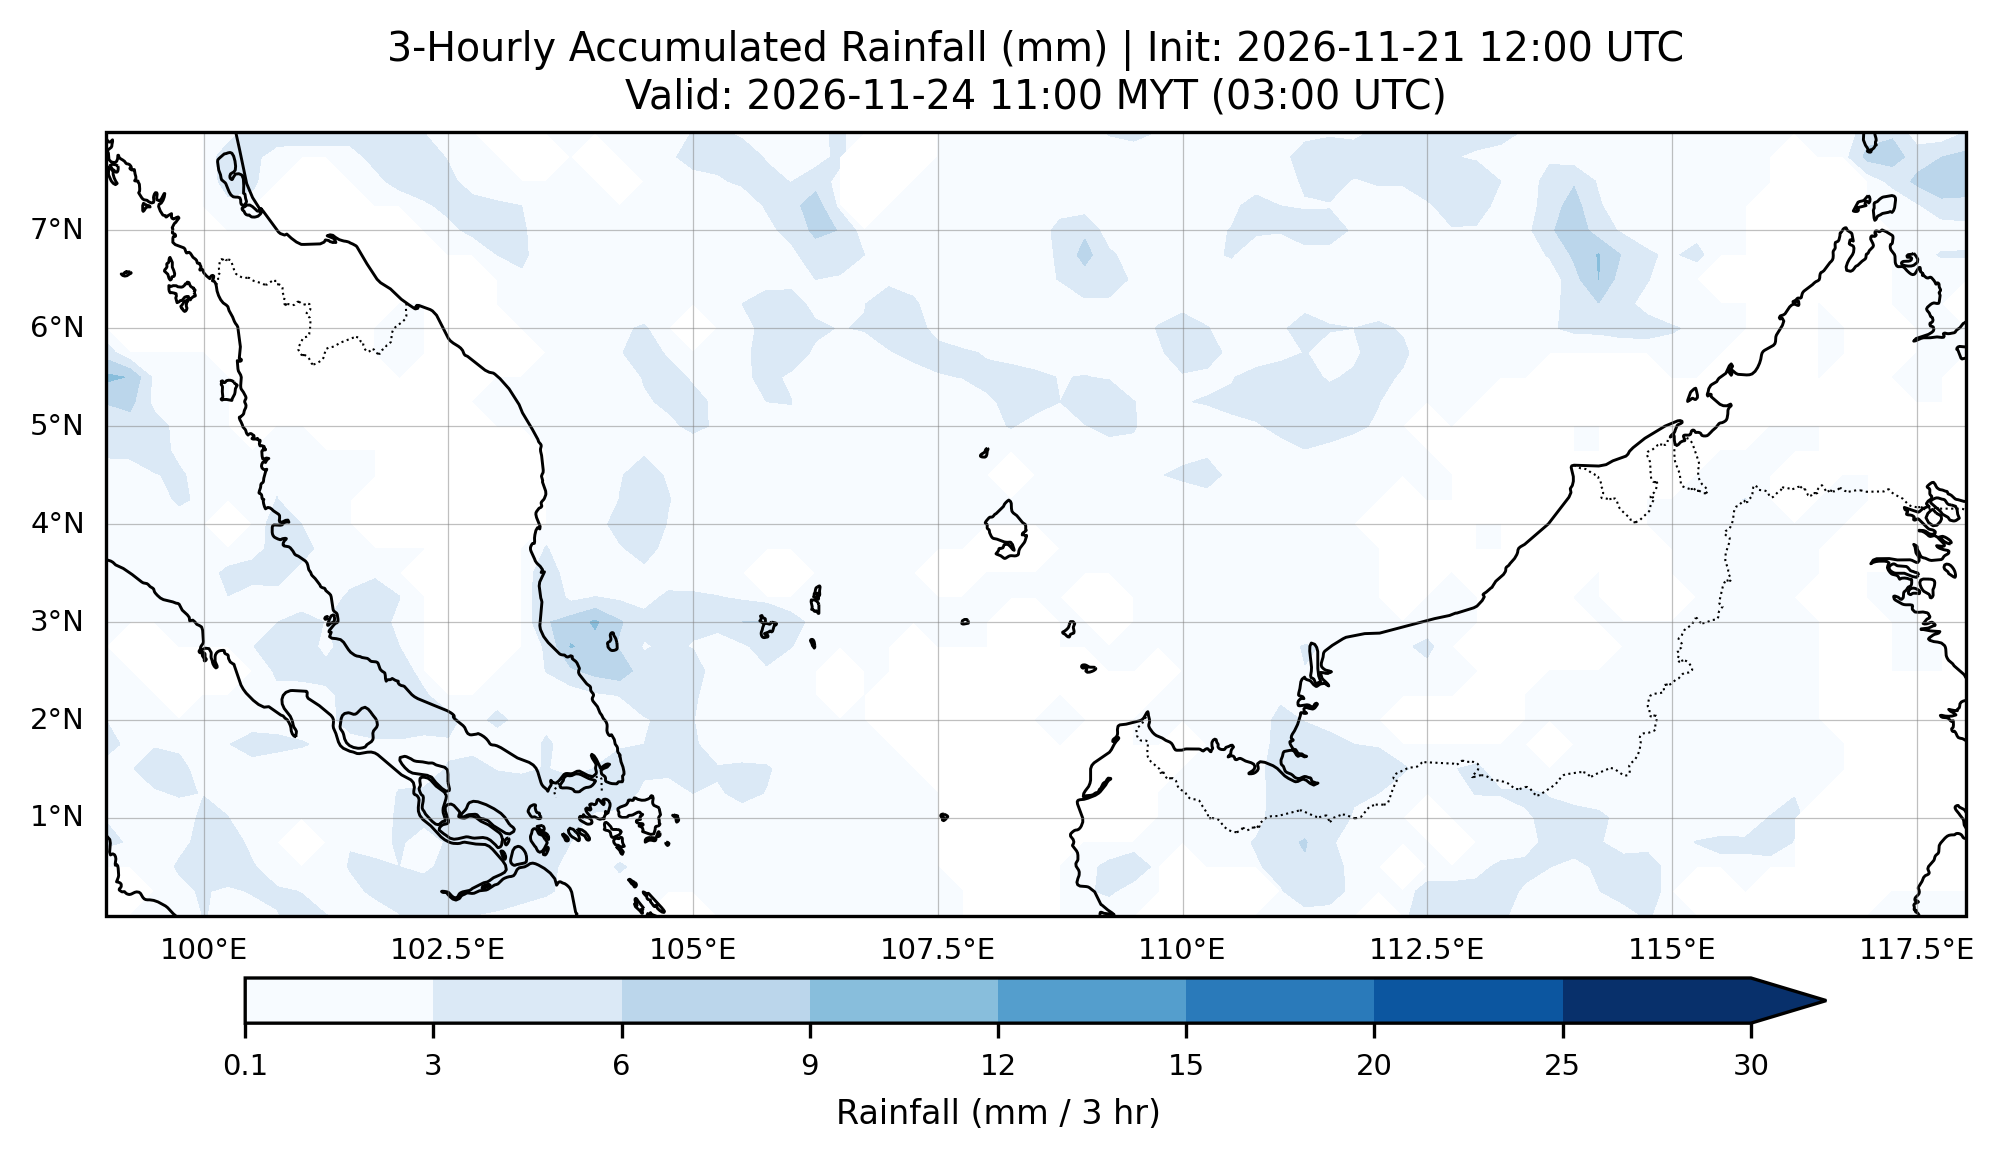 3-Hourly Accumulated Rainfall (mm) | Init: 2026-11-21 12:00 UTC
Valid: 2026-11-24 11:00 MYT (03:00 UTC)
7°N
6°N
5°N
4°N
3°N
2°N
1°N
100°E 102.5°E 105°E 107.5°E 110°E 112.5°E 115°E 117.5°E
0.1 3 6 9 12 15 20 25 30
Rainfall (mm / 3 hr)